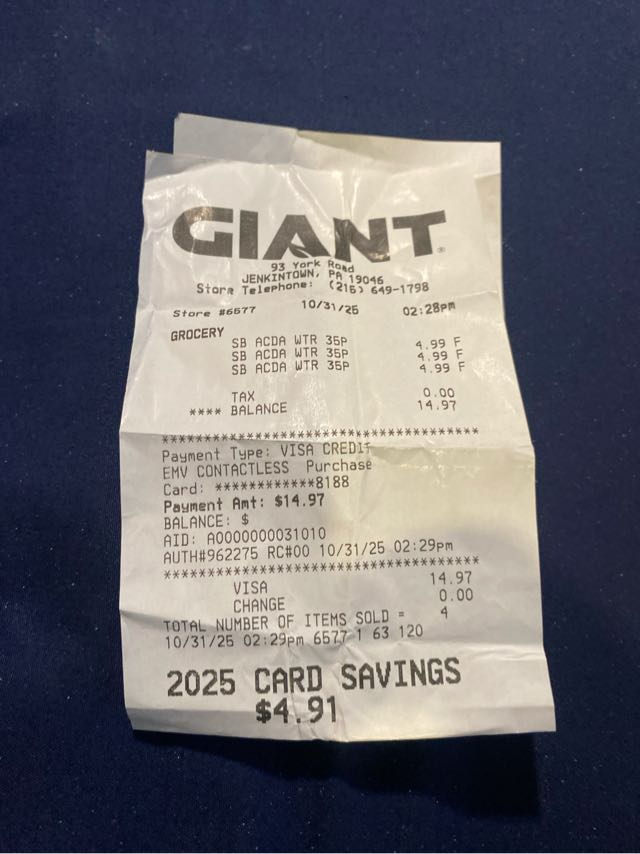 GIANT®
93 York Road
JENKINTOWN, PA 19046
Store Telephone: (215) 649-1798
Store #6577 10/31/25 02:28pm
GROCERY
SB ACDA WTR 35P 4.99 F
SB ACDA WTR 35P 4.99 F
SB ACDA WTR 35P 4.99 F
TAX 0.00
**** BALANCE 14.97
***************************************
Payment Type: VISA CREDIT
EMV CONTACTLESS Purchase
Card: ************8188
Payment Amt: $14.97
BALANCE: $
AID: A0000000031010
AUTH#962275 RC#00 10/31/25 02:29pm
***************************************
VISA 14.97
CHANGE 0.00
TOTAL NUMBER OF ITEMS SOLD = 4
10/31/25 02:29pm 6577 1 63 120
2025 CARD SAVINGS
$4.91